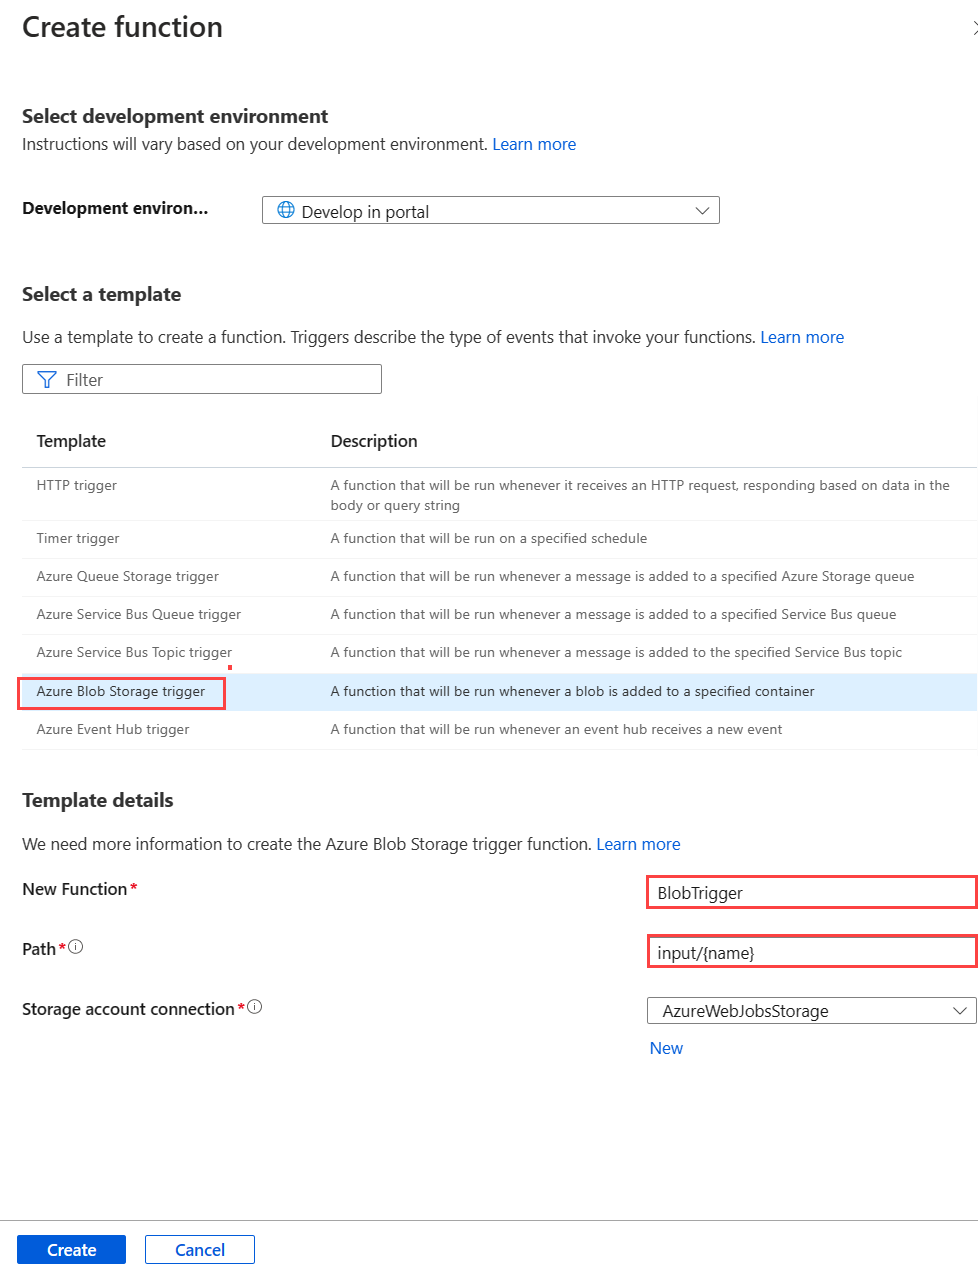 Create function
Select development environment
Instructions will vary based on your development environment. Learn more
Development environ... Develop in portal
Select a template
Use a template to create a function. Triggers describe the type of events that invoke your functions. Learn more
Filter
Template Description
HTTP trigger A function that will be run whenever it receives an HTTP request, responding based on data in the
body or query string
Timer trigger A function that will be run on a specified schedule
Azure Queue Storage trigger A function that will be run whenever a message is added to a specified Azure Storage queue
Azure Service Bus Queue trigger A function that will be run whenever a message is added to a specified Service Bus queue
Azure Service Bus Topic trigger A function that will be run whenever a message is added to the specified Service Bus topic
Azure Blob Storage trigger A function that will be run whenever a blob is added to a specified container
Azure Event Hub trigger A function that will be run whenever an event hub receives a new event
Template details
We need more information to create the Azure Blob Storage trigger function. Learn more
New Function* BlobTrigger
Path* input/{name}
Storage account connection* AzureWebJobsStorage
New
Create Cancel